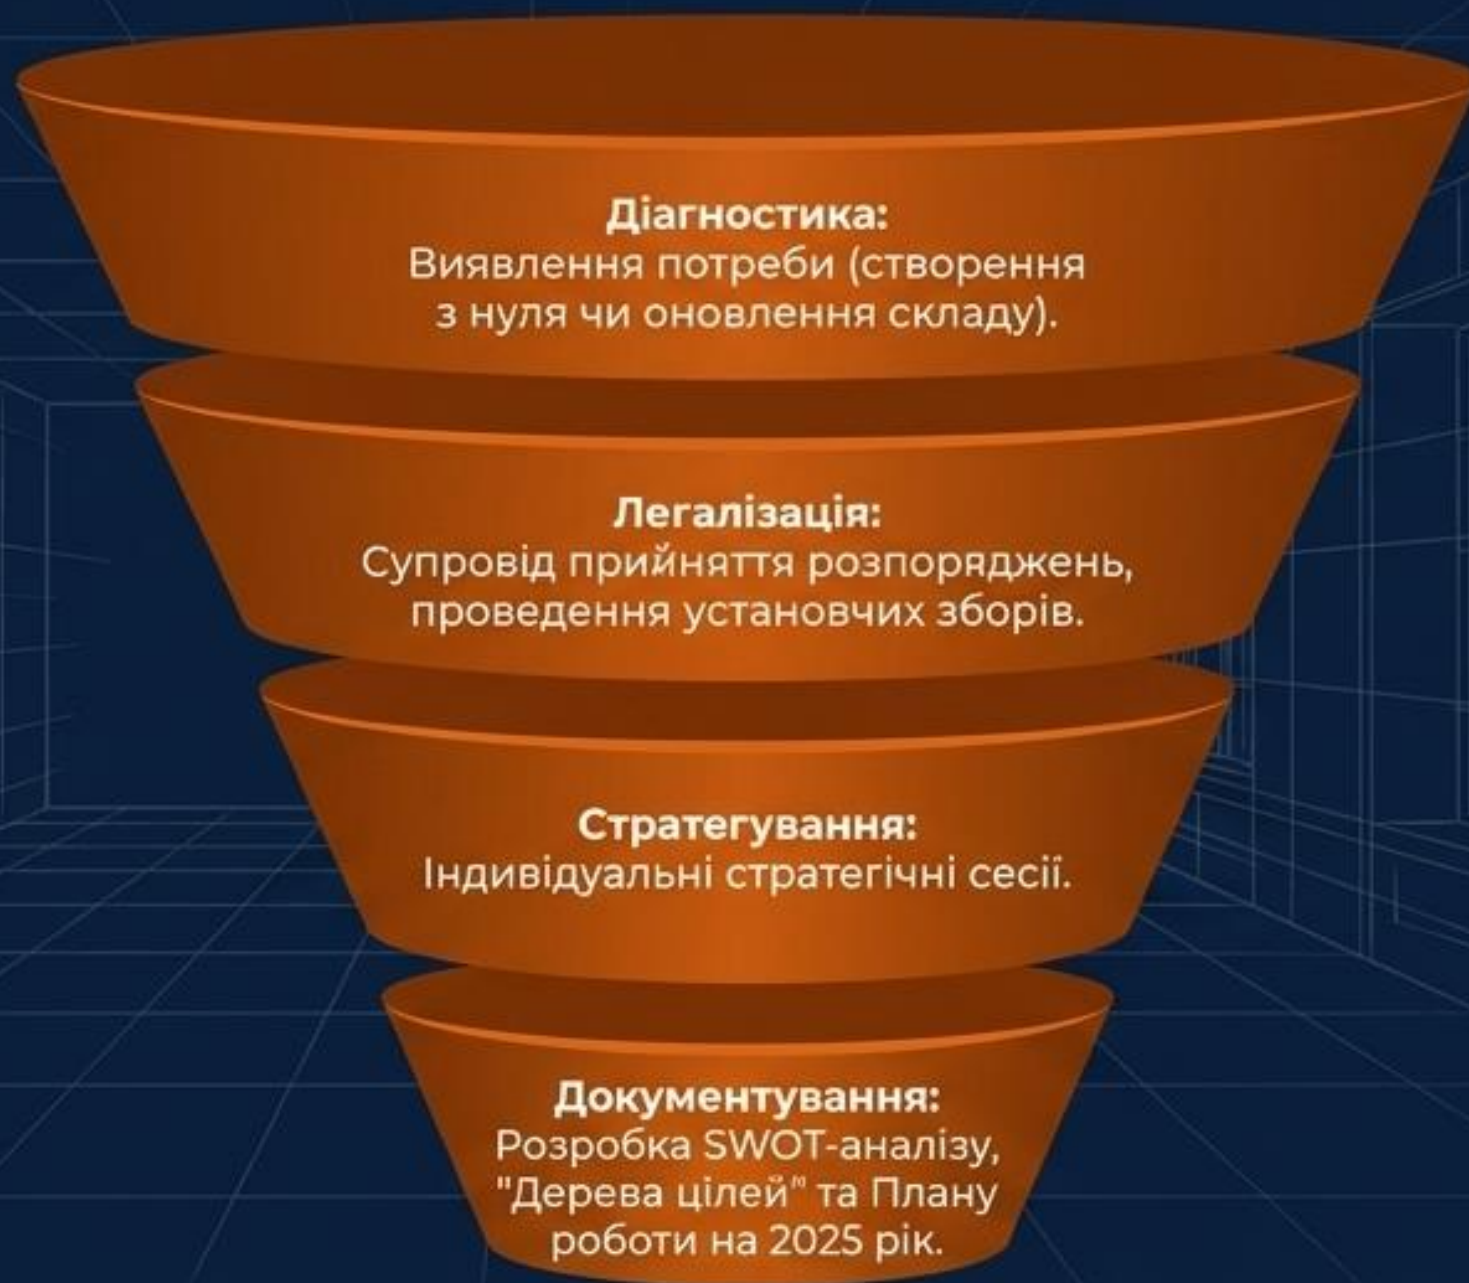 Діагностика:
Виявлення потреби (створення
з нуля чи оновлення складу).
Легалізація:
Супровід прийняття розпоряджень,
проведення установчих зборів.
Стратегування:
Індивідуальні стратегічні сесії.
Документування:
Розробка SWOT-аналізу,
"Дерева цілей" та Плану
роботи на 2025 рік.